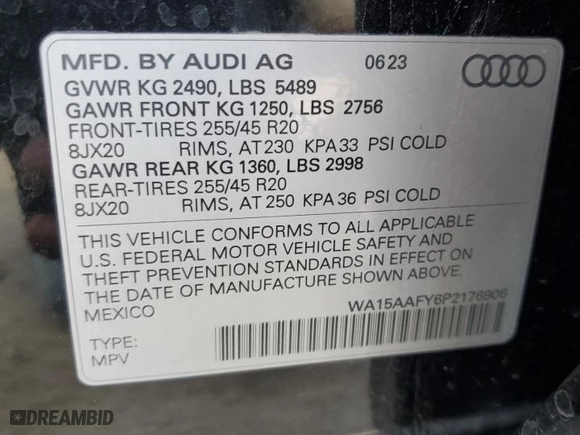 MFD. BY AUDI AG 0623
GVWR KG 2490, LBS 5489
GAWR FRONT KG 1250, LBS 2756
FRONT-TIRES 255/45 R20
8JX20 RIMS, AT 230 KPA 33 PSI COLD
GAWR REAR KG 1360, LBS 2998
REAR-TIRES 255/45 R20
8JX20 RIMS, AT 250 KPA 36 PSI COLD
THIS VEHICLE CONFORMS TO ALL APPLICABLE
U.S. FEDERAL MOTOR VEHICLE SAFETY AND
THEFT PREVENTION STANDARDS IN EFFECT ON
THE DATE OF MANUFACTURE SHOWN ABOVE.
MEXICO
WA15AAFY6P2176906
TYPE:
MPV
DREAMBID